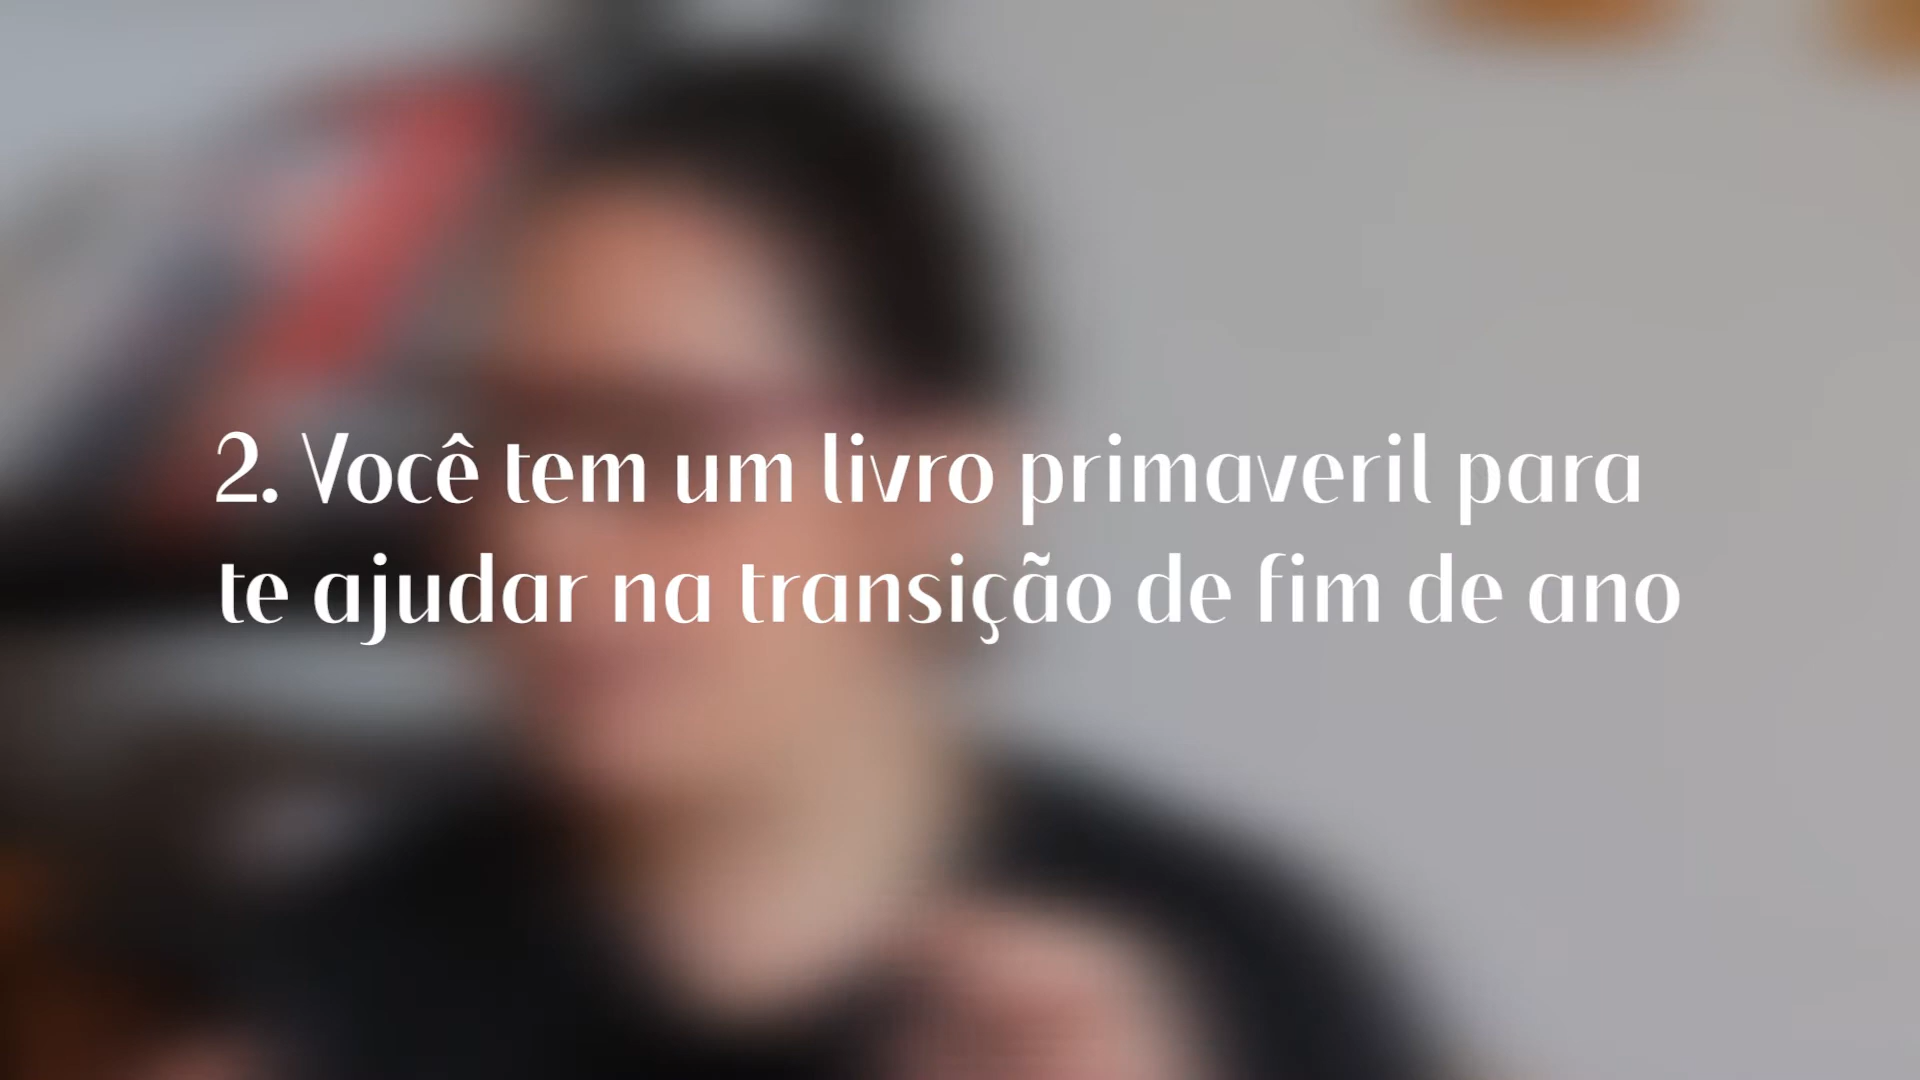 2. Você tem um livro primaveril para
te ajudar na transição de fim de ano